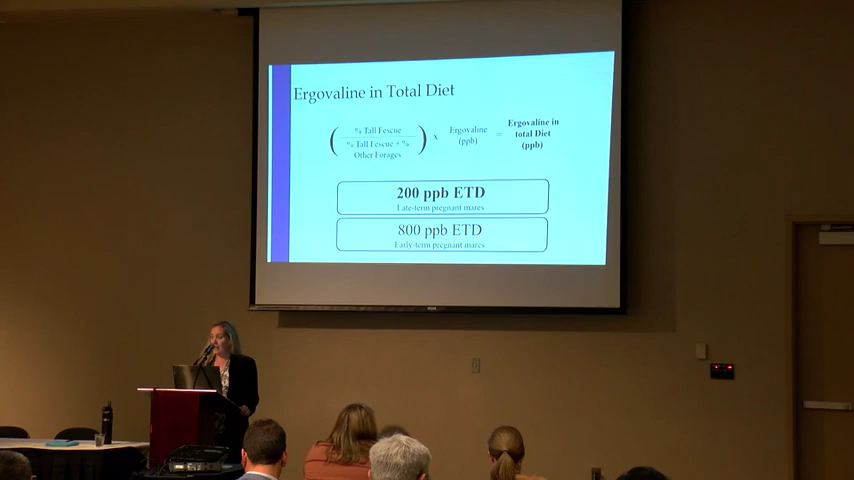 Ergovaline in Total Diet
% Tall Fescue
% Tall Fescue + %
Other Forages
x
Ergovaline
(ppb)
=
Ergovaline in
total Diet
(ppb)
200 ppb ETD
Late-term pregnant mares
800 ppb ETD
Early-term pregnant mares